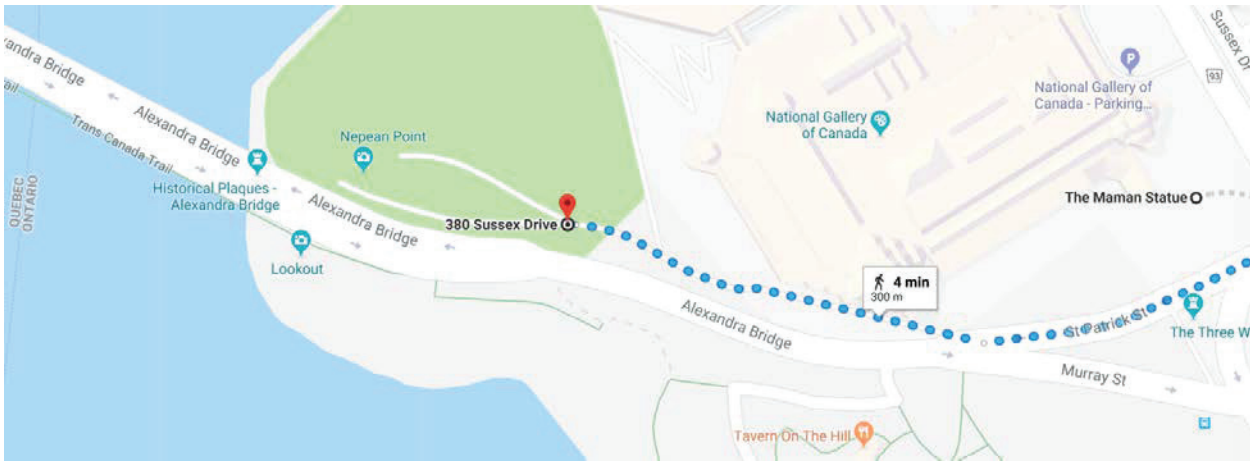 xandra Bridge
Alexandra Bridge
Trans Canada Trail
QUEBEC
ONTARIO
Historical Plaques -
Alexandra Bridge
Nepean Point
Alexandra Bridge
Lookout
380 Sussex Drive
Alexandra Bridge
National Gallery
of Canada
National Gallery of
Canada - Parking...
P
Sussex Dr
93
The Maman Statue
4 min
300 m
St Patrick St
The Three W
Murray St
Tavern On The Hill